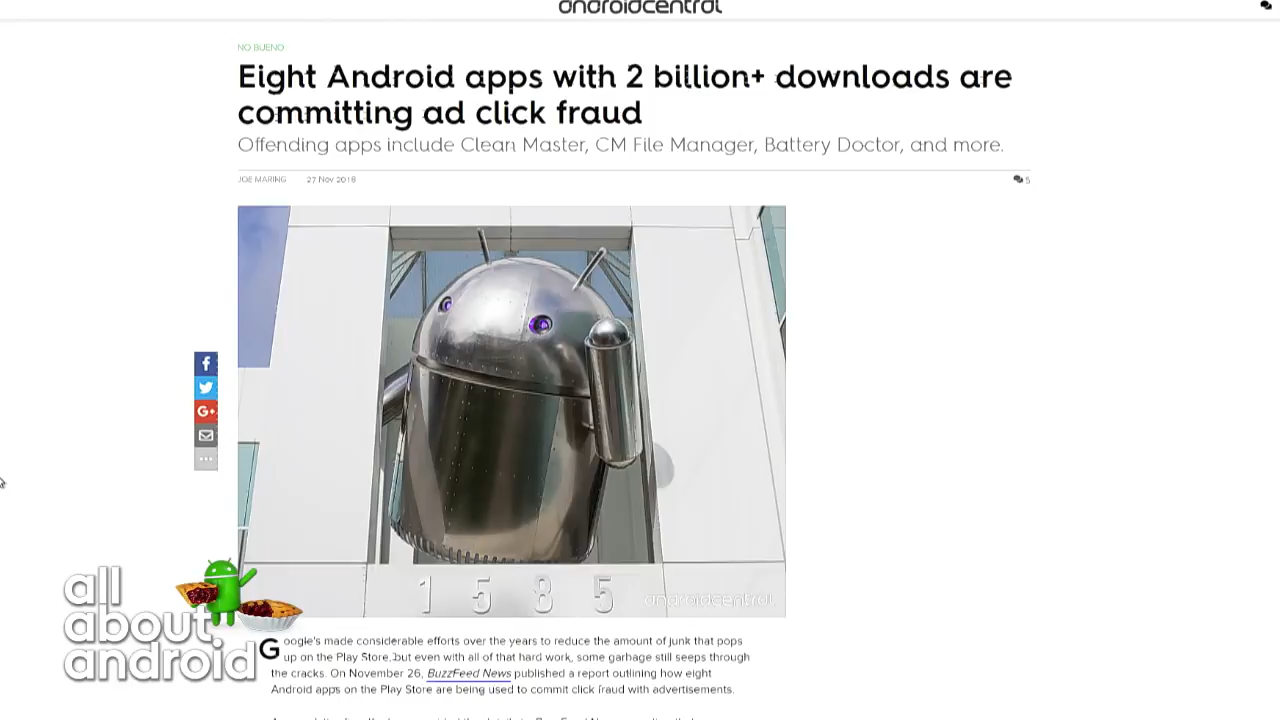 androidcentral
NO BUENO
Eight Android apps with 2 billion+ downloads are
committing ad click fraud
Offending apps include Clean Master, CM File Manager, Battery Doctor, and more.
JOE MARING 27 Nov 2018
5
f
G+
1 5 8 5
androidcentral
all
about
android
Google's made considerable efforts over the years to reduce the amount of junk that pops
up on the Play Store, but even with all of that hard work, some garbage still seeps through
the cracks. On November 26, BuzzFeed News published a report outlining how eight
Android apps on the Play Store are being used to commit click fraud with advertisements.